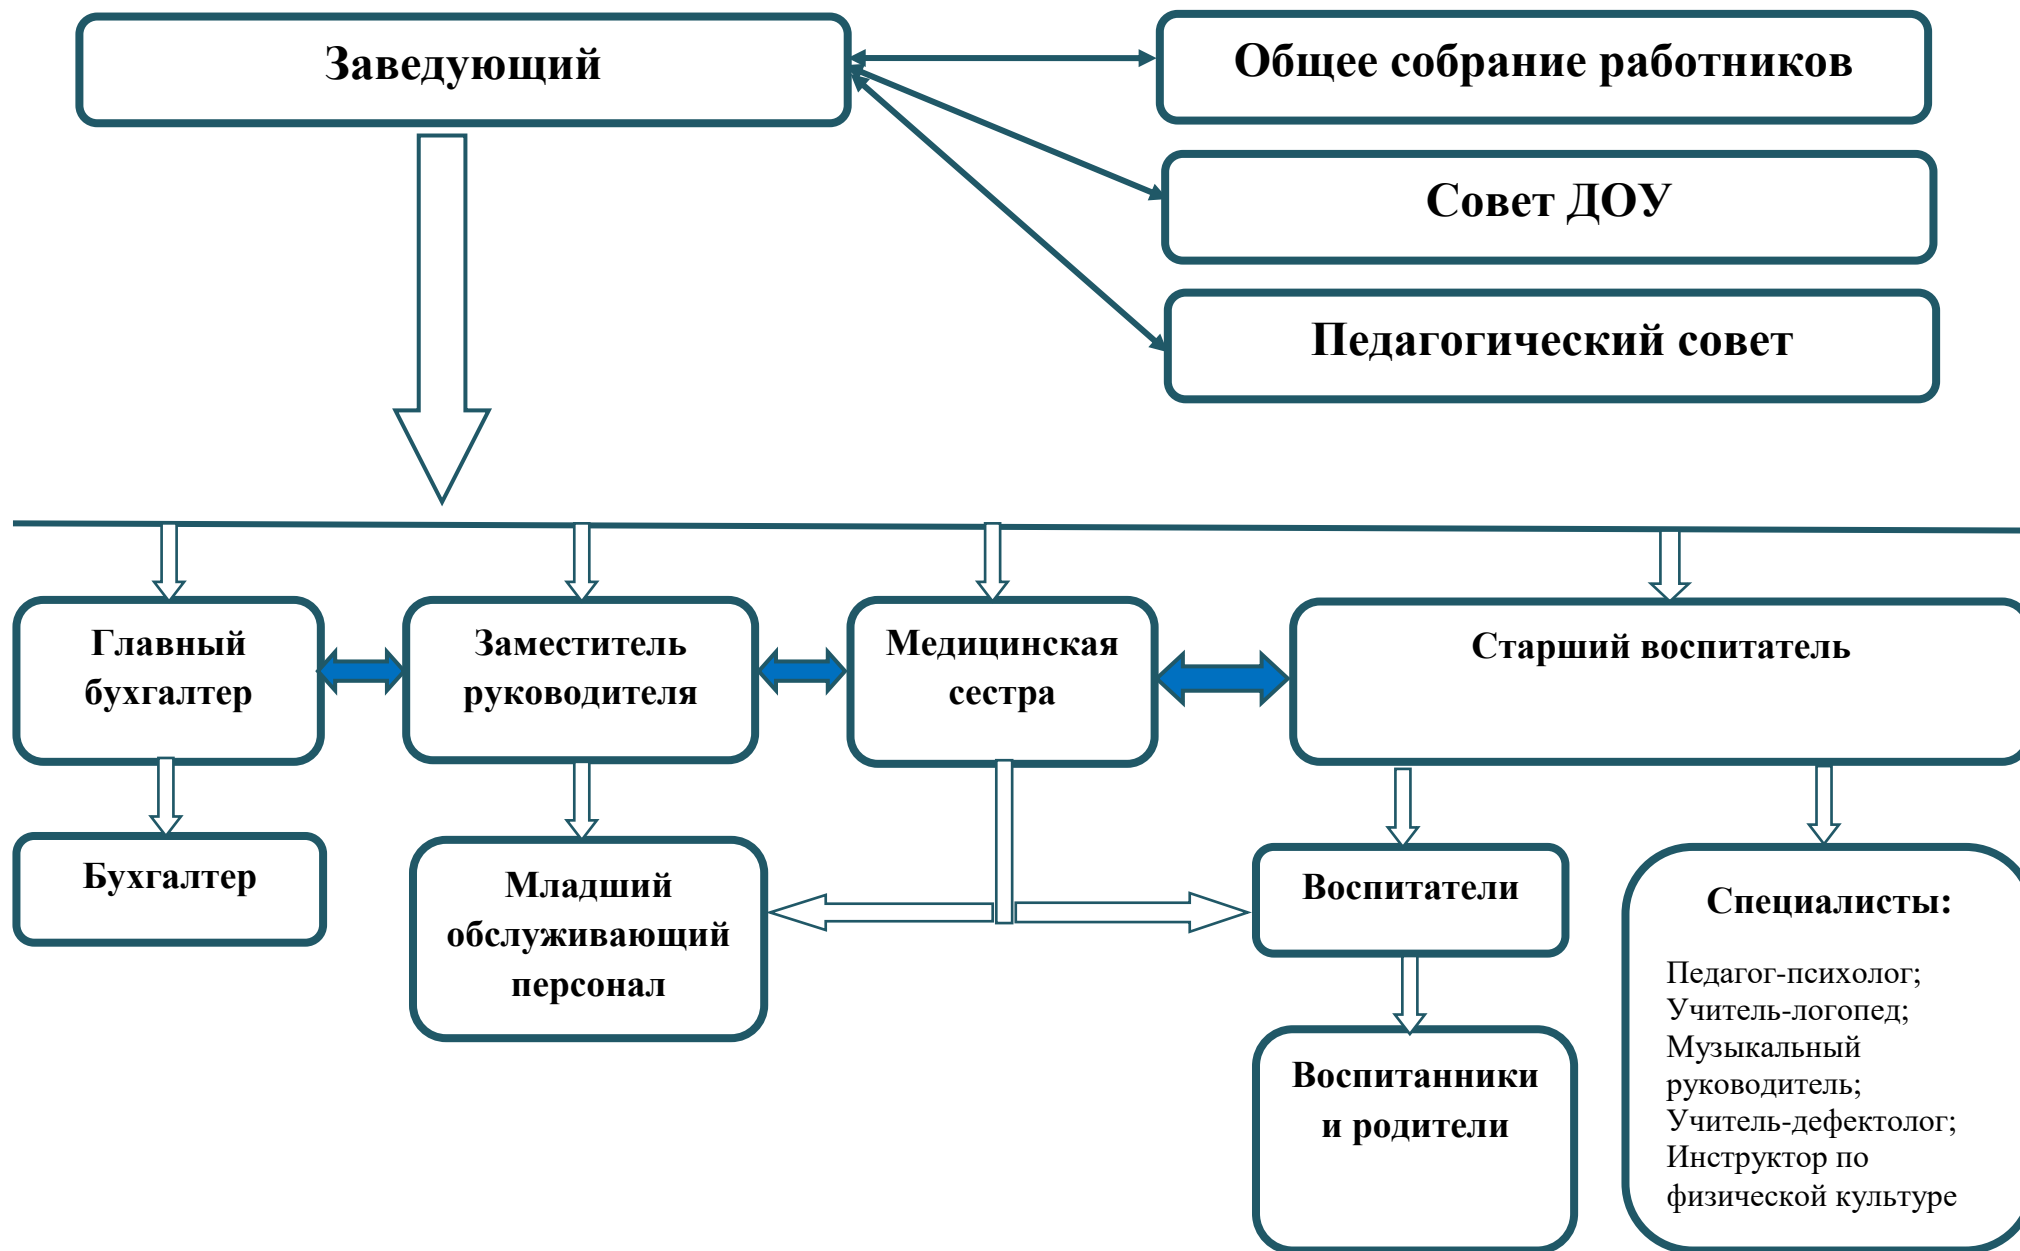 Заведующий
Общее собрание работников
Совет ДОУ
Педагогический совет
Главный
бухгалтер
Заместитель
руководителя
Медицинская
сестра
Старший воспитатель
Бухгалтер
Младший
обслуживающий
персонал
Воспитатели
Воспитанники
и родители
Специалисты:
Педагог-психолог;
Учитель-логопед;
Музыкальный
руководитель;
Учитель-дефектолог;
Инструктор по
физической культуре